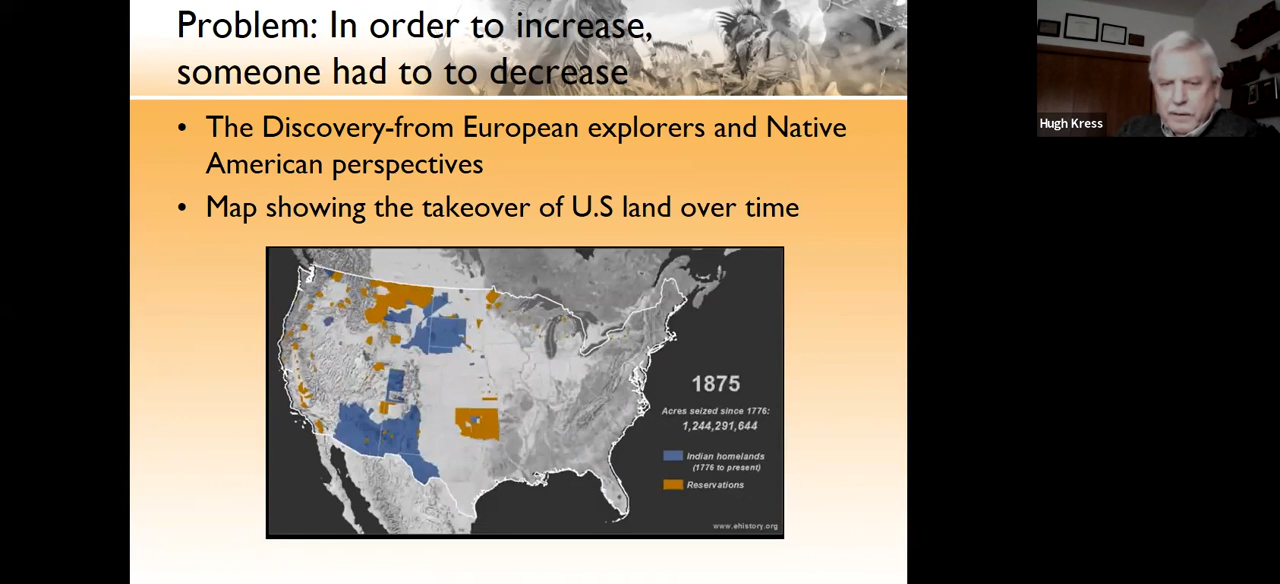 Problem: In order to increase,
someone had to to decrease
• The Discovery-from European explorers and Native
American perspectives
• Map showing the takeover of U.S land over time
1875
Acres seized since 1776:
1,244,291,644
Indian homelands
(1776 to present)
Reservations
www.ehistory.org
Hugh Kress